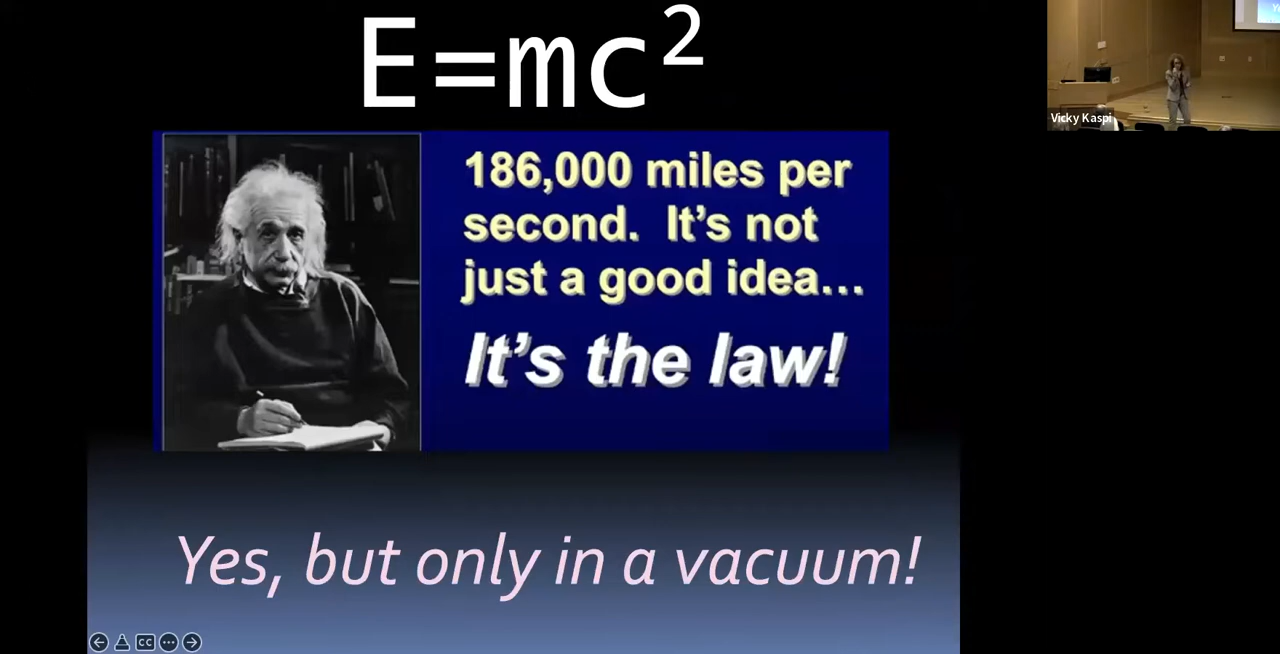 E=mc²
186,000 miles per
second. It's not
just a good idea...
It's the law!
Yes, but only in a vacuum!
Vicky Kaspi
CC